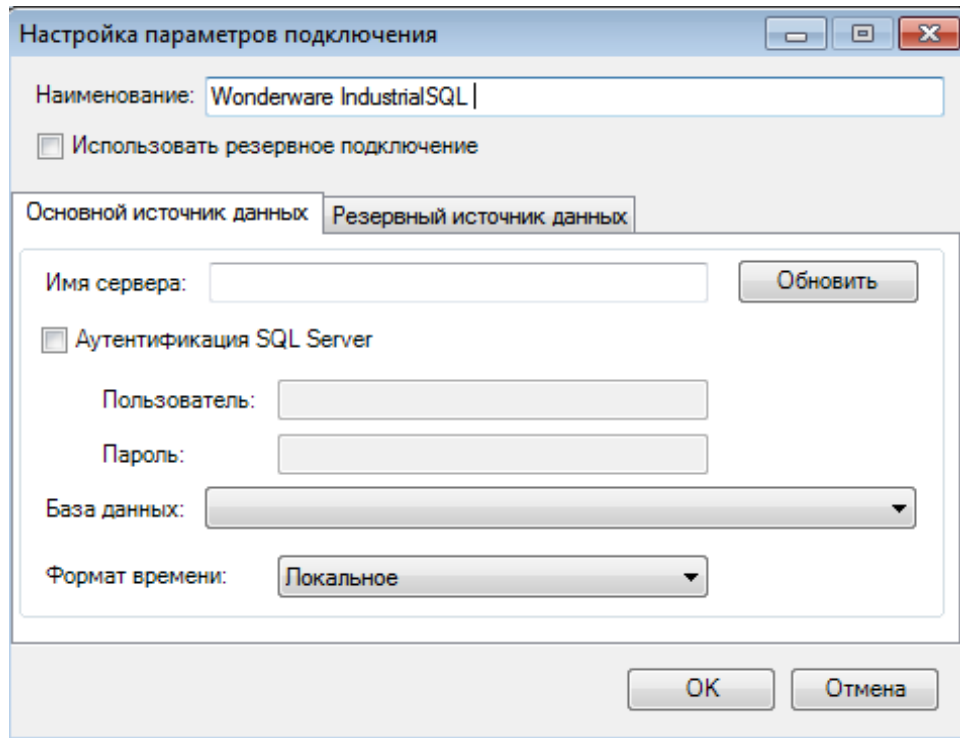 Настройка параметров подключения
Наименование: Wonderware IndustrialSQL
Использовать резервное подключение
Основной источник данных Резервный источник данных
Имя сервера: Обновить
Аутентификация SQL Server
Пользователь:
Пароль:
База данных:
Формат времени: Локальное
OK Отмена